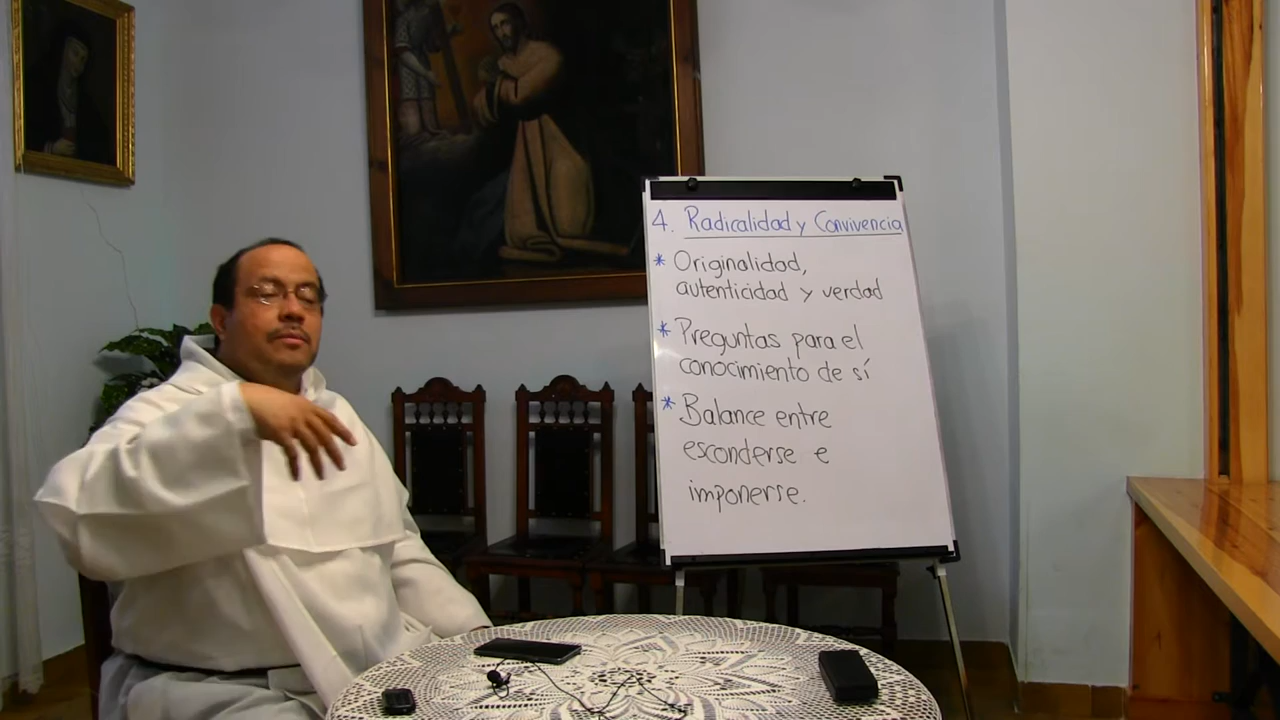 4. Radicalidad y Convivencia
* Originalidad,
autenticidad y verdad
* Preguntas para el
conocimiento de sí
* Balance entre
esconderse e
imponerse.